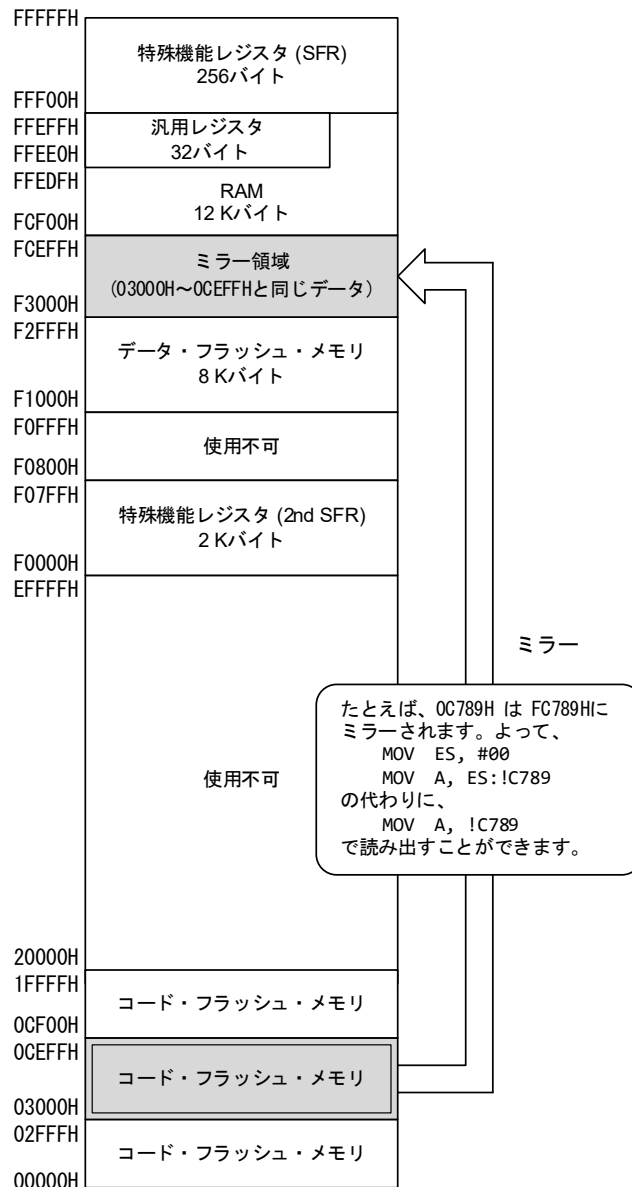 FFFFFH
特殊機能レジスタ (SFR)
256バイト
FFF00H
FFEFFH
汎用レジスタ
32バイト
FFEE0H
FFEDFH
RAM
12 Kバイト
FCF00H
FCEFFH
ミラー領域
(03000H～0CEFFHと同じデータ)
F3000H
F2FFFH
データ・フラッシュ・メモリ
8 Kバイト
F1000H
F0FFFH
使用不可
F0800H
F07FFH
特殊機能レジスタ (2nd SFR)
2 Kバイト
F0000H
EFFFFH
使用不可
ミラー
たとえば、0C789H は FC789Hに
ミラーされます。よって、
MOV ES, #00
MOV A, ES:!C789
の代わりに、
MOV A, !C789
で読み出すことができます。
20000H
1FFFFH
コード・フラッシュ・メモリ
0CF00H
0CEFFH
コード・フラッシュ・メモリ
03000H
02FFFH
コード・フラッシュ・メモリ
00000H